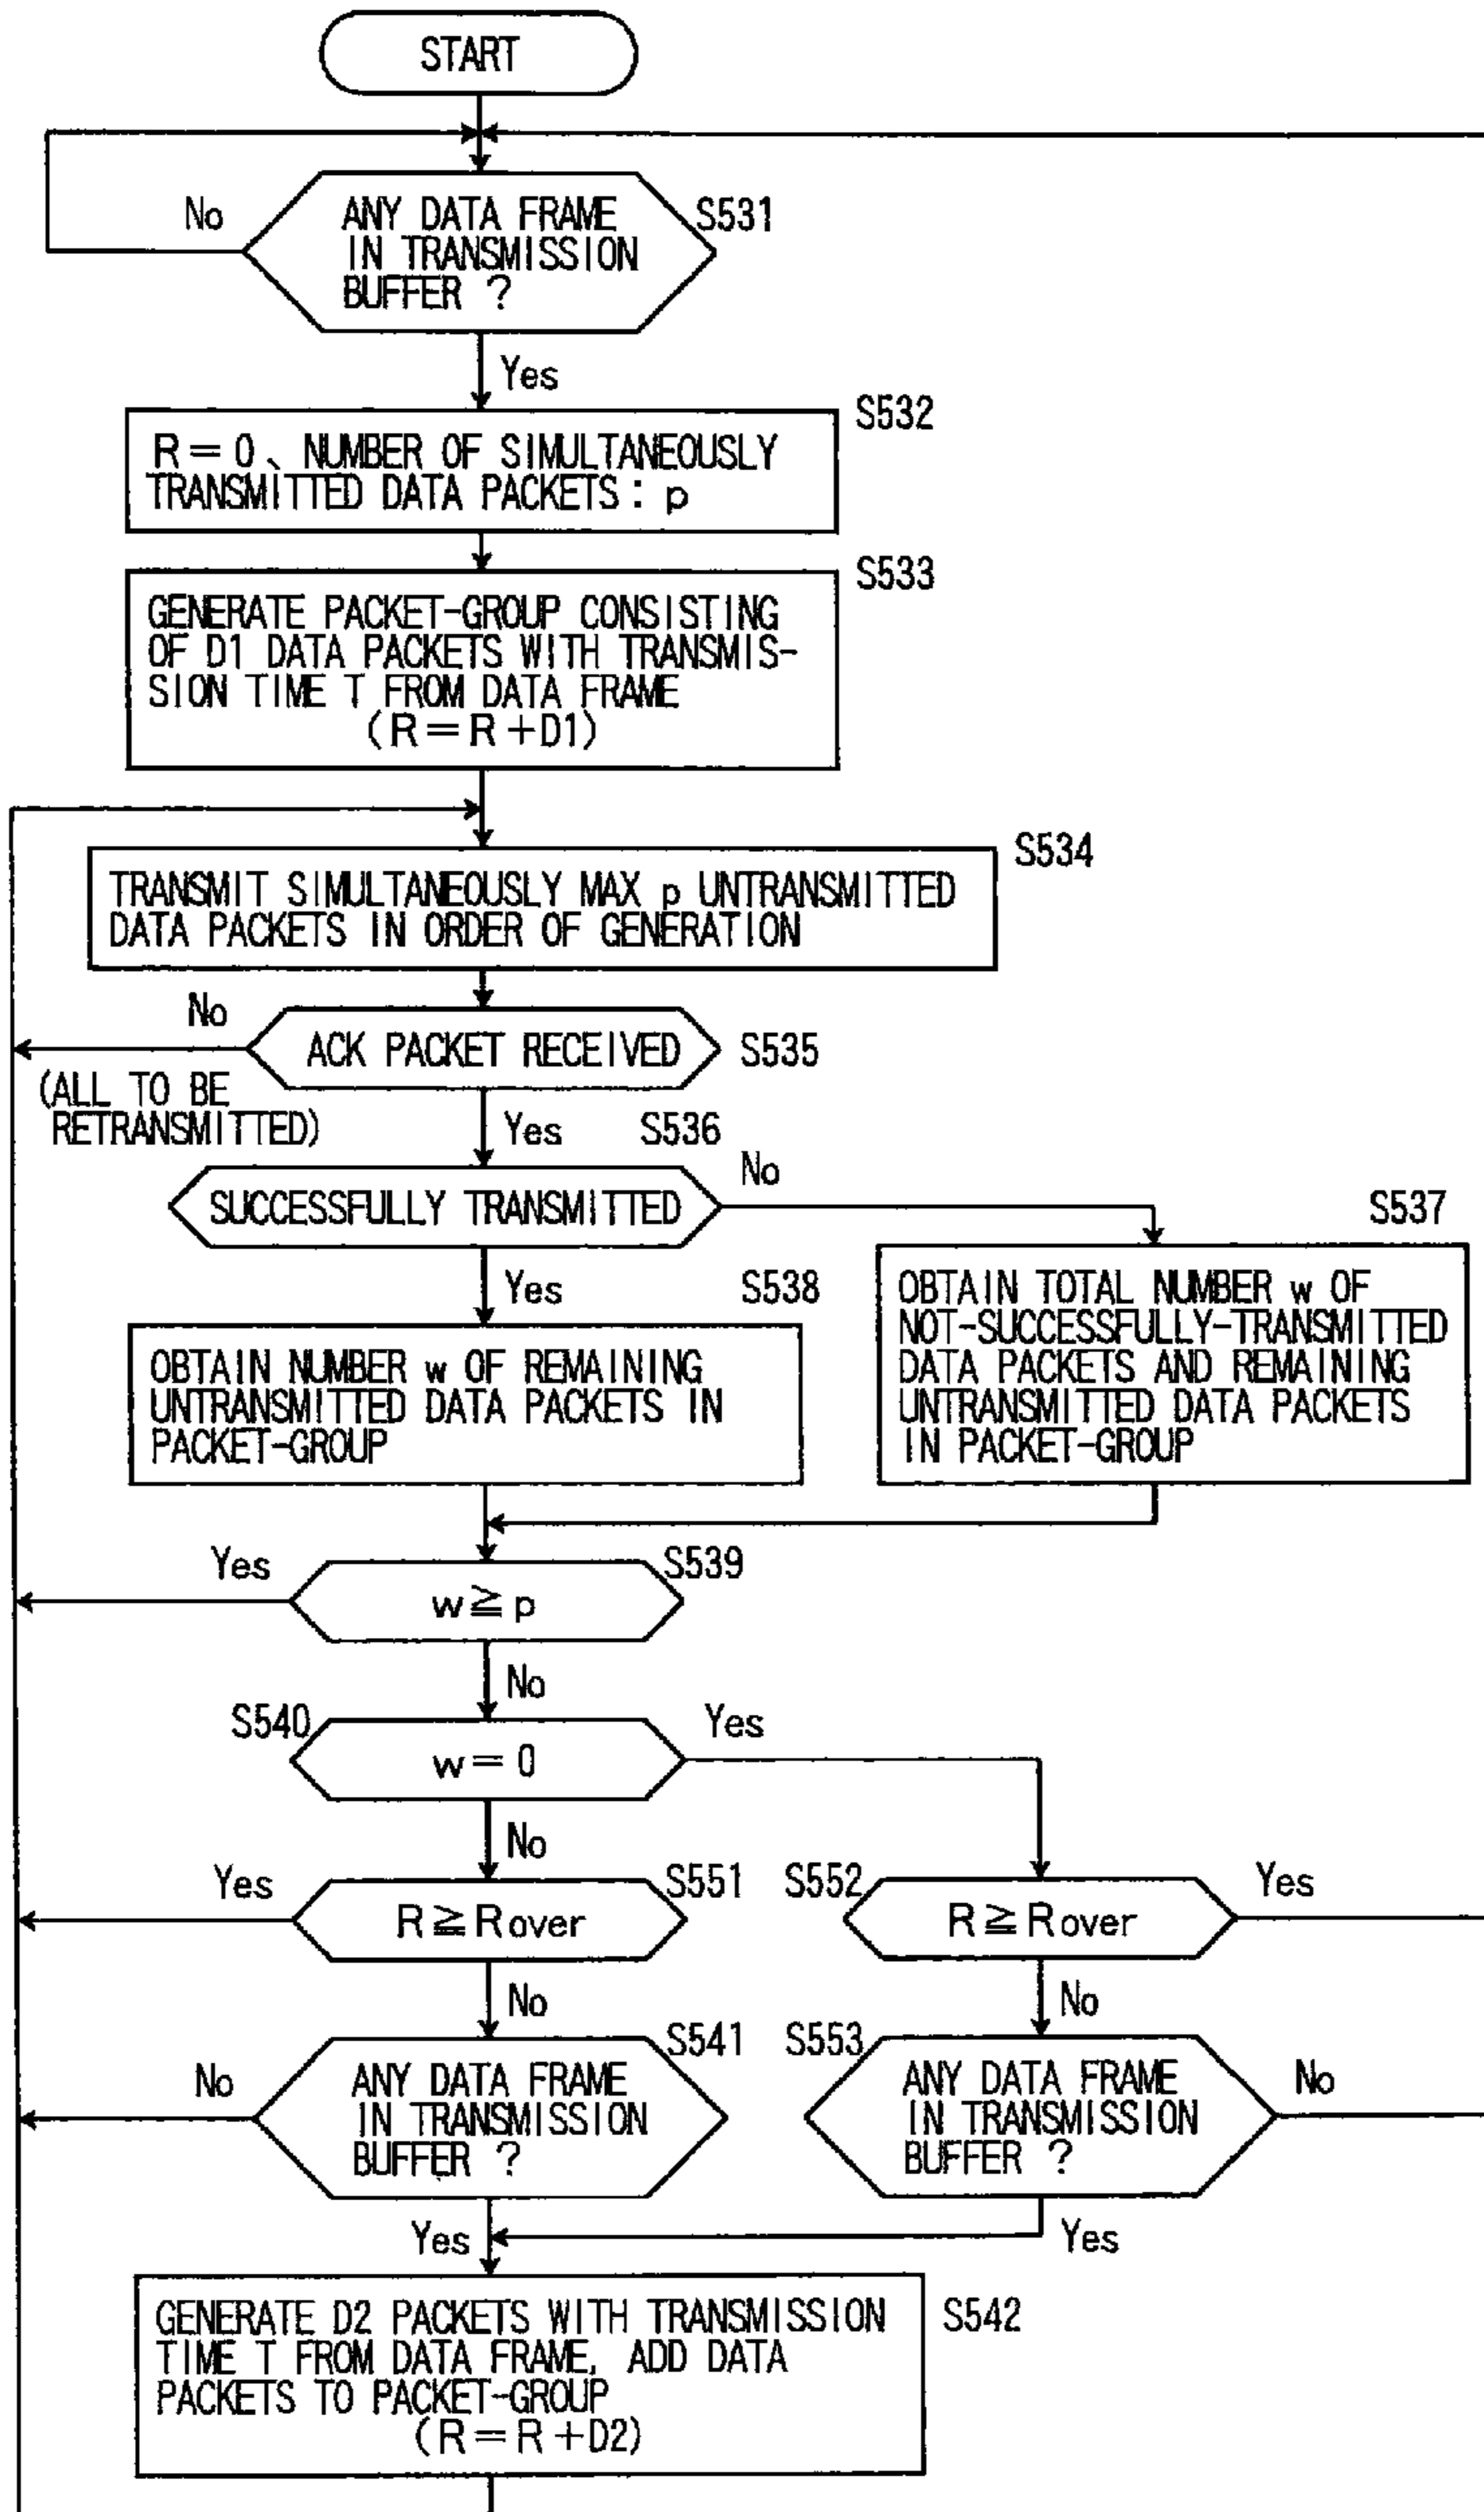 START
No
ANY DATA FRAME
IN TRANSMISSION
BUFFER ?
S531
Yes
S532
R=0、NUMBER OF SIMULTANEOUSLY
TRANSMITTED DATA PACKETS : p
S533
GENERATE PACKET-GROUP CONSISTING
OF D1 DATA PACKETS WITH TRANSMIS-
SION TIME T FROM DATA FRAME
(R=R+D1)
S534
TRANSMIT SIMULTANEOUSLY MAX p UNTRANSMITTED
DATA PACKETS IN ORDER OF GENERATION
No
ACK PACKET RECEIVED
S535
(ALL TO BE
RETRANSMITTED)
Yes
S536
No
SUCCESSFULLY TRANSMITTED
S537
Yes
S538
OBTAIN TOTAL NUMBER w OF
NOT-SUCCESSFULLY-TRANSMITTED
DATA PACKETS AND REMAINING
UNTRANSMITTED DATA PACKETS
IN PACKET-GROUP
OBTAIN NUMBER w OF REMAINING
UNTRANSMITTED DATA PACKETS IN
PACKET-GROUP
Yes
S539
w≧p
No
S540
Yes
w=0
No
Yes
S551
R≧Rover
S552
Yes
R≧Rover
No
No
S541
No
ANY DATA FRAME
IN TRANSMISSION
BUFFER ?
S553
ANY DATA FRAME
IN TRANSMISSION
BUFFER ?
No
Yes
Yes
GENERATE D2 PACKETS WITH TRANSMISSION
TIME T FROM DATA FRAME, ADD DATA
PACKETS TO PACKET-GROUP
(R=R+D2)
S542